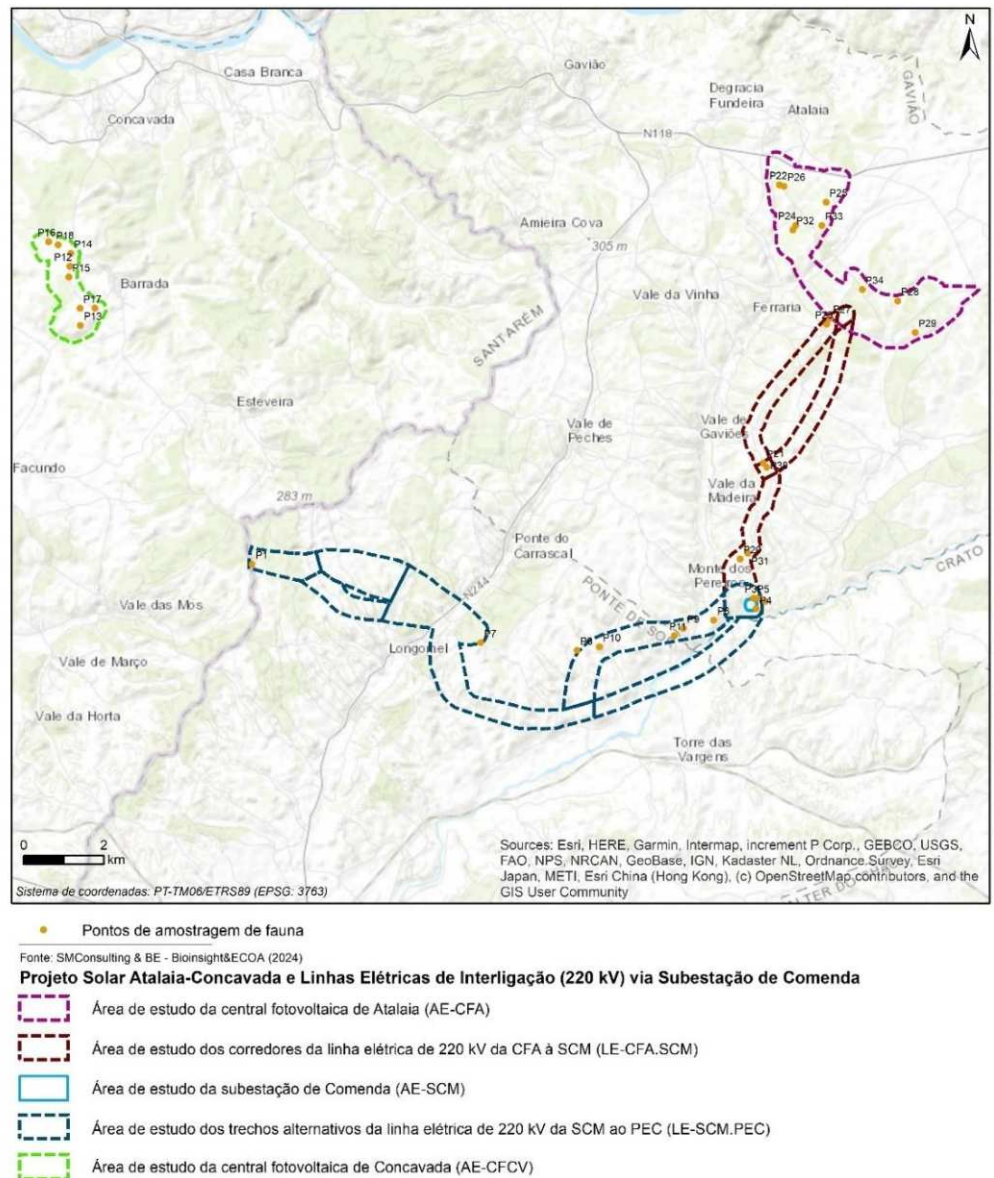 N
Casa Branca
Gavião
Degracia
Fundeira
Atalaia
GAVIÃO
Concavada
N118
P22
P26
P25
Amieira Cova
P24
P32
P33
305 m
P16
P18
P14
P12
P15
Barrada
Vale da Vinha
P34
P28
Ferraria
P17
P13
P27
P29
SANTARÉM
Esteveira
Vale de
Peches
Vale de
Gaviões
Facundo
P21
P30
Vale da
Madeira
283 m
Ponte do
Carrascal
P1
P31
CRATO
Monte dos
N244
PONTE DE SO
P5
P4
Vale das Mos
P9
P11
P7
Longomel
P10
Vale de Março
Vale da Horta
Torre das
Vargens
0 2
km
Sources: Esri, HERE, Garmin, Intermap, increment P Corp., GEBCO, USGS,
FAO, NPS, NRCAN, GeoBase, IGN, Kadaster NL, Ordnance Survey, Esri
Japan, METI, Esri China (Hong Kong), (c) OpenStreetMap contributors, and the
GIS User Community
Sistema de coordenadas: PT-TM06/ETRS89 (EPSG: 3763)
Pontos de amostragem de fauna
Fonte: SMConsulting & BE - Bioinsight&ECOA (2024)
Projeto Solar Atalaia-Concavada e Linhas Elétricas de Interligação (220 kV) via Subestação de Comenda
Área de estudo da central fotovoltaica de Atalaia (AE-CFA)
Área de estudo dos corredores da linha elétrica de 220 kV da CFA à SCM (LE-CFA.SCM)
Área de estudo da subestação de Comenda (AE-SCM)
Área de estudo dos trechos alternativos da linha elétrica de 220 kV da SCM ao PEC (LE-SCM.PEC)
Área de estudo da central fotovoltaica de Concavada (AE-CFCV)